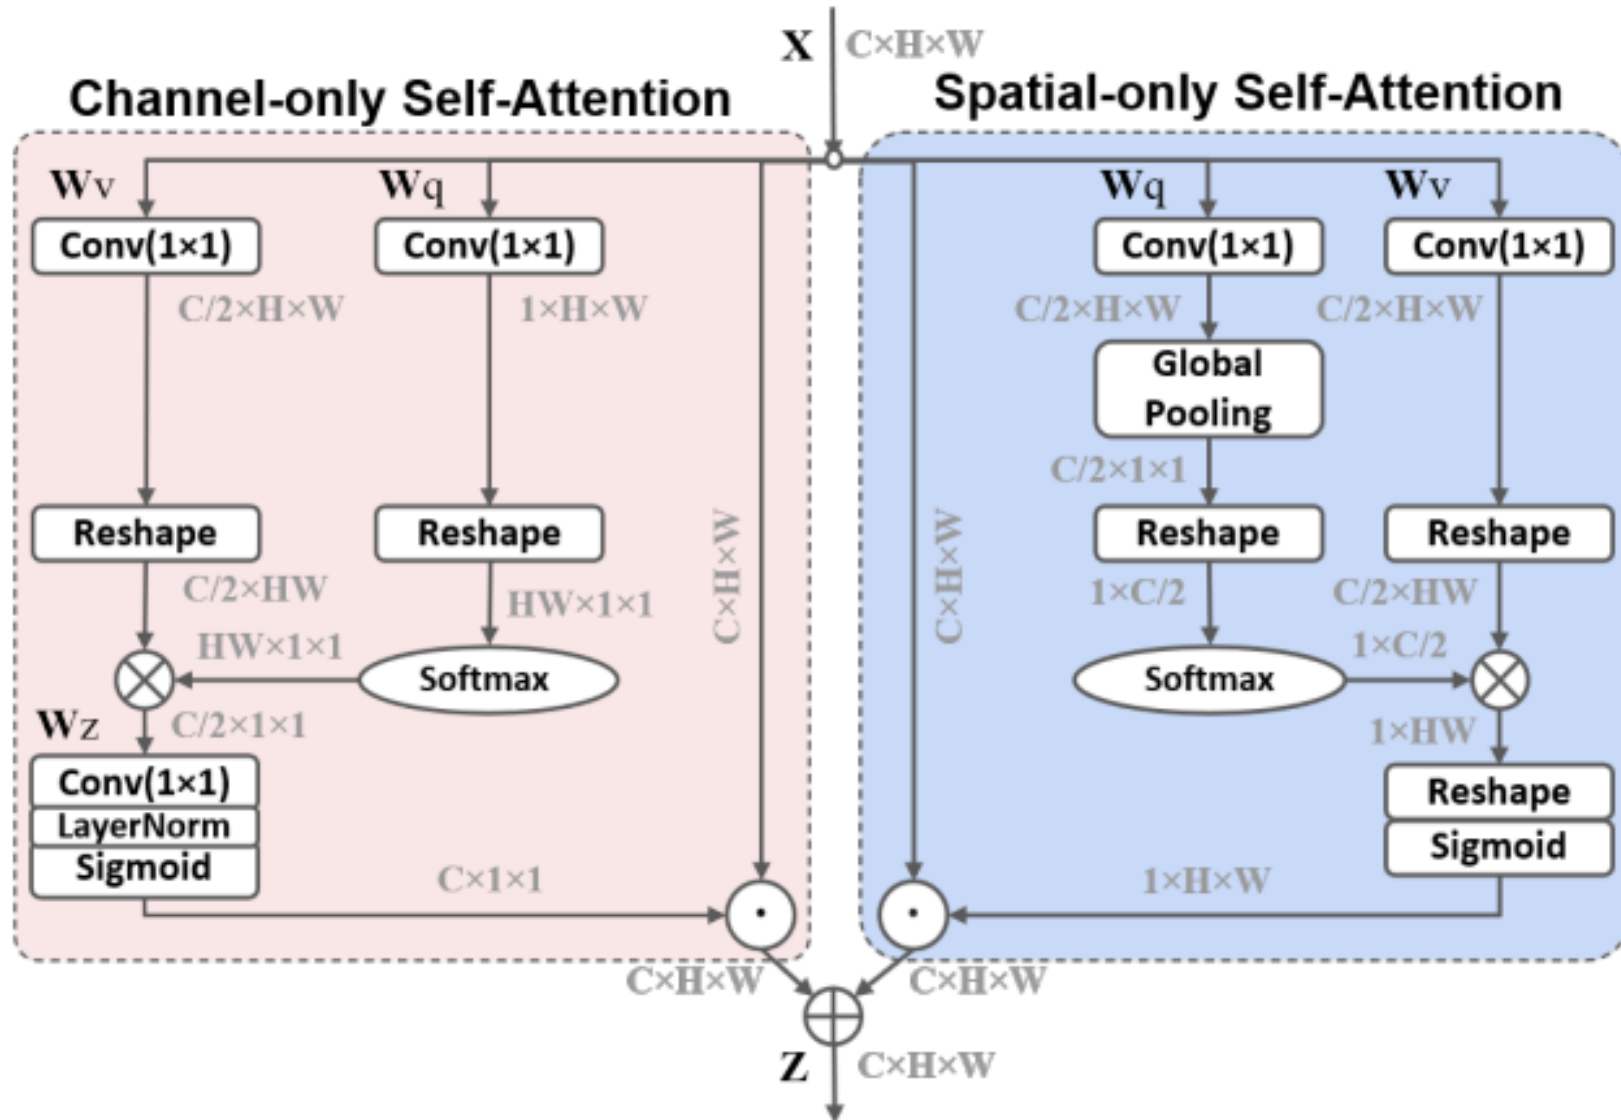 X C×H×W
Channel-only Self-Attention
Spatial-only Self-Attention
Wv
Wq
Conv(1×1)
Conv(1×1)
C/2×H×W
1×H×W
Reshape
Reshape
C/2×HW
HW×1×1
HW×1×1
Softmax
Wz
C/2×1×1
Conv(1×1)
LayerNorm
Sigmoid
C×1×1
C×H×W
C×H×W
Wq
Wv
Conv(1×1)
Conv(1×1)
C/2×H×W
C/2×H×W
Global
Pooling
C/2×1×1
Reshape
Reshape
1×C/2
C/2×HW
1×C/2
Softmax
1×HW
Reshape
Sigmoid
1×H×W
C×H×W
C×H×W
Z C×H×W